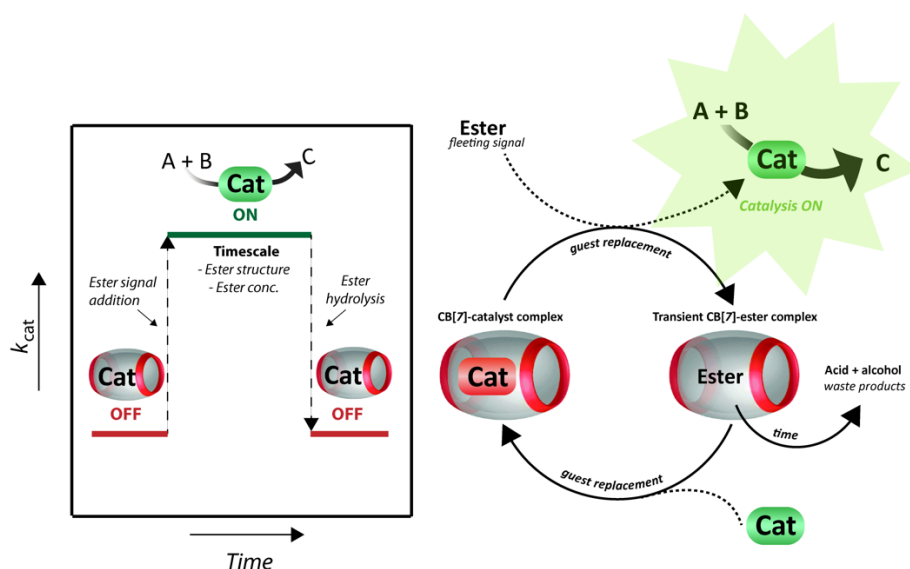 A + B
C
Cat
ON
Timescale
- Ester structure
- Ester conc.
Ester signal
addition
Ester
hydrolysis
k cat
Cat
OFF
Cat
OFF
Time
Ester
fleeting signal
A + B
Cat
C
Catalysis ON
guest replacement
CB[7]-catalyst complex
Transient CB[7]-ester complex
Cat
Ester
Acid + alcohol
waste products
time
guest replacement
Cat